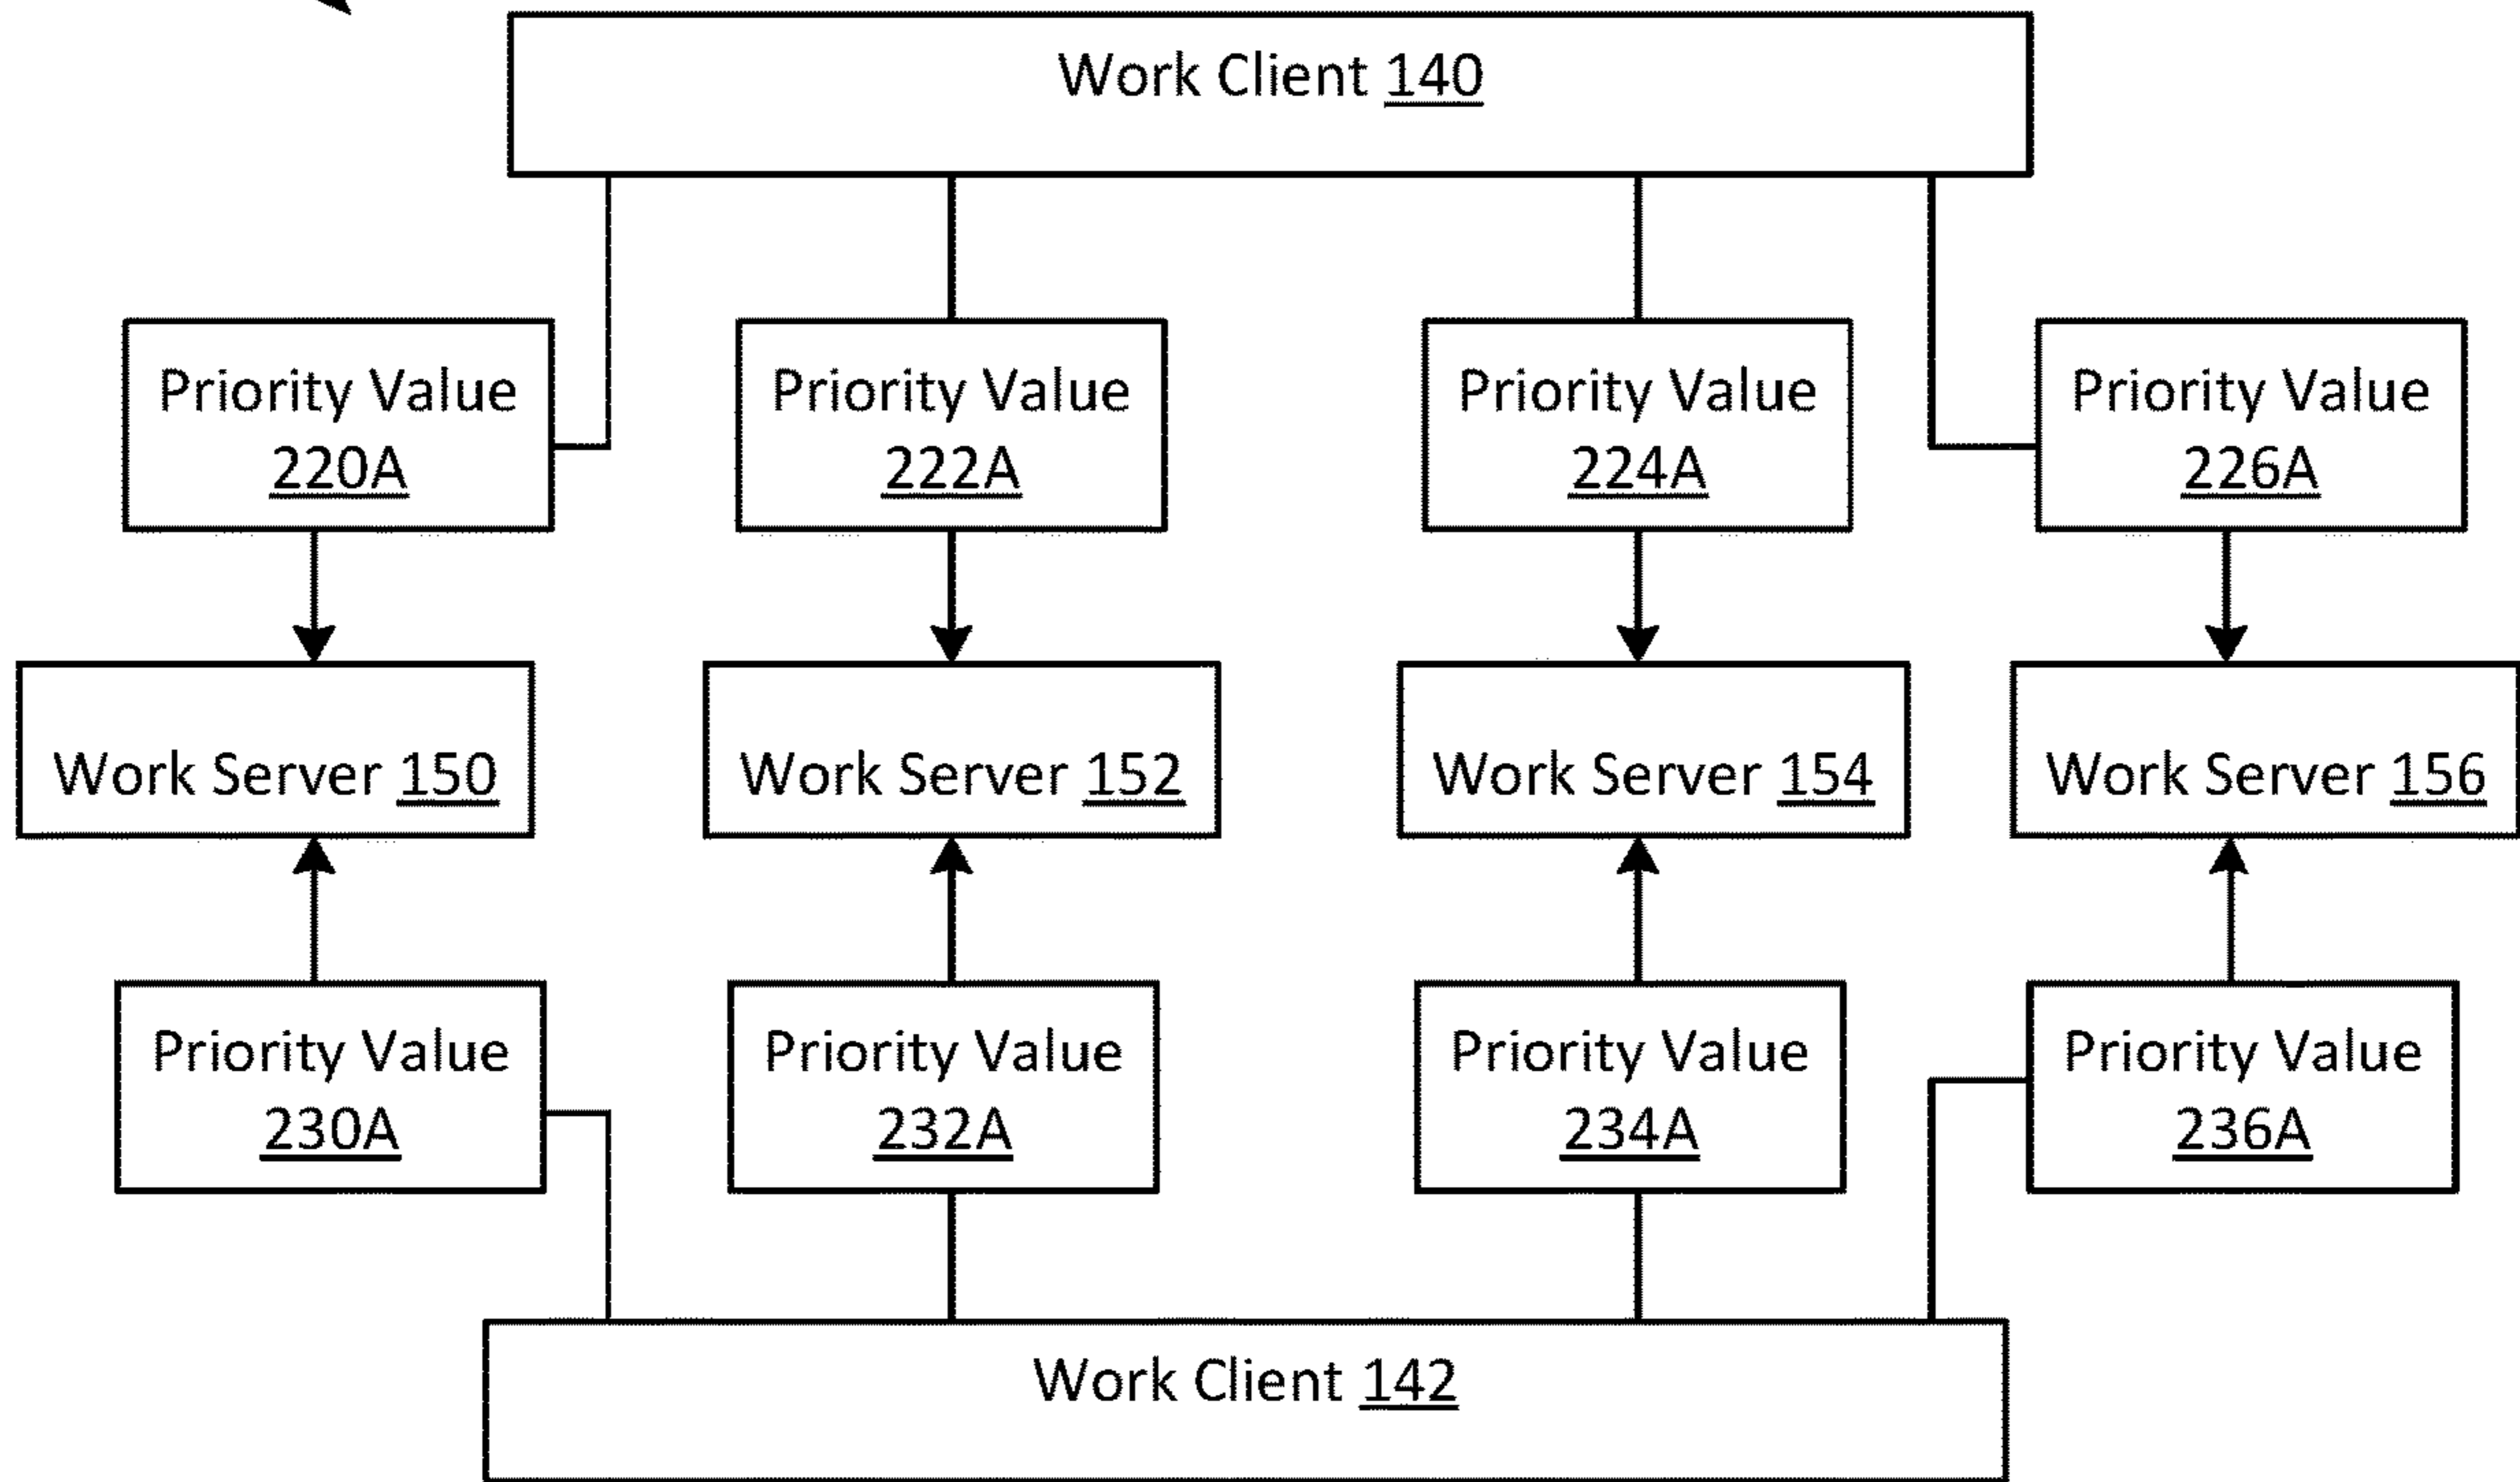 Work Client 140
Priority Value
220A
Priority Value
222A
Priority Value
224A
Priority Value
226A
Work Server 150
Work Server 152
Work Server 154
Work Server 156
Priority Value
230A
Priority Value
232A
Priority Value
234A
Priority Value
236A
Work Client 142